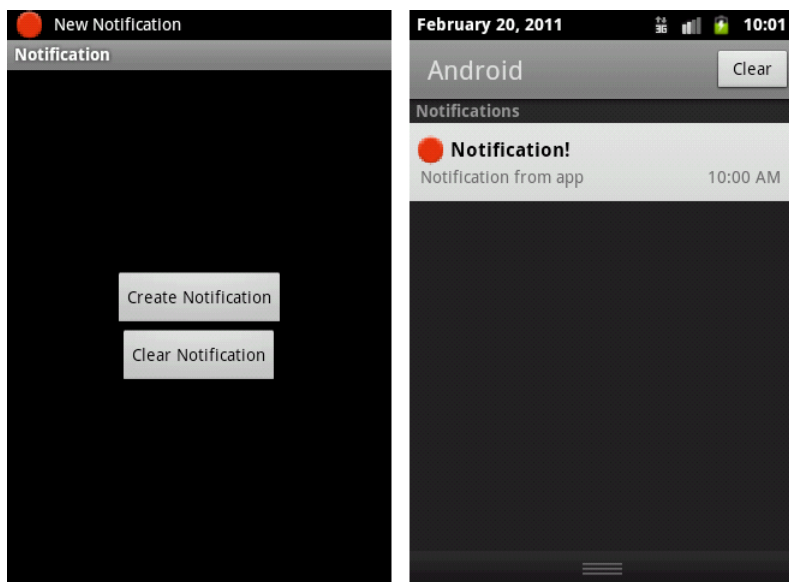 New Notification
Notification
Create Notification
Clear Notification
February 20, 2011 3G 10:01
Android Clear
Notifications
Notification!
Notification from app 10:00 AM